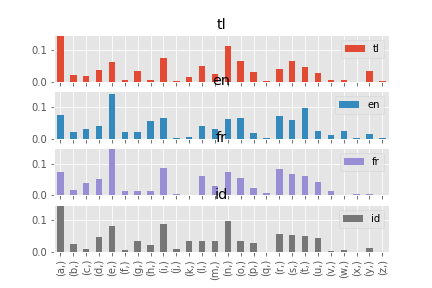 tl
0.1
tl
0.0
en
0.1
en
0.0
fr
0.1
fr
0.0
id
0.1
id
0.0
(a,) (b,) (c,) (d,) (e,) (f,) (g,) (h,) (i,) (j,) (k,) (l,) (m,) (n,) (o,) (p,) (q,) (r,) (s,) (t,) (u,) (v,) (w,) (x,) (y,) (z,)